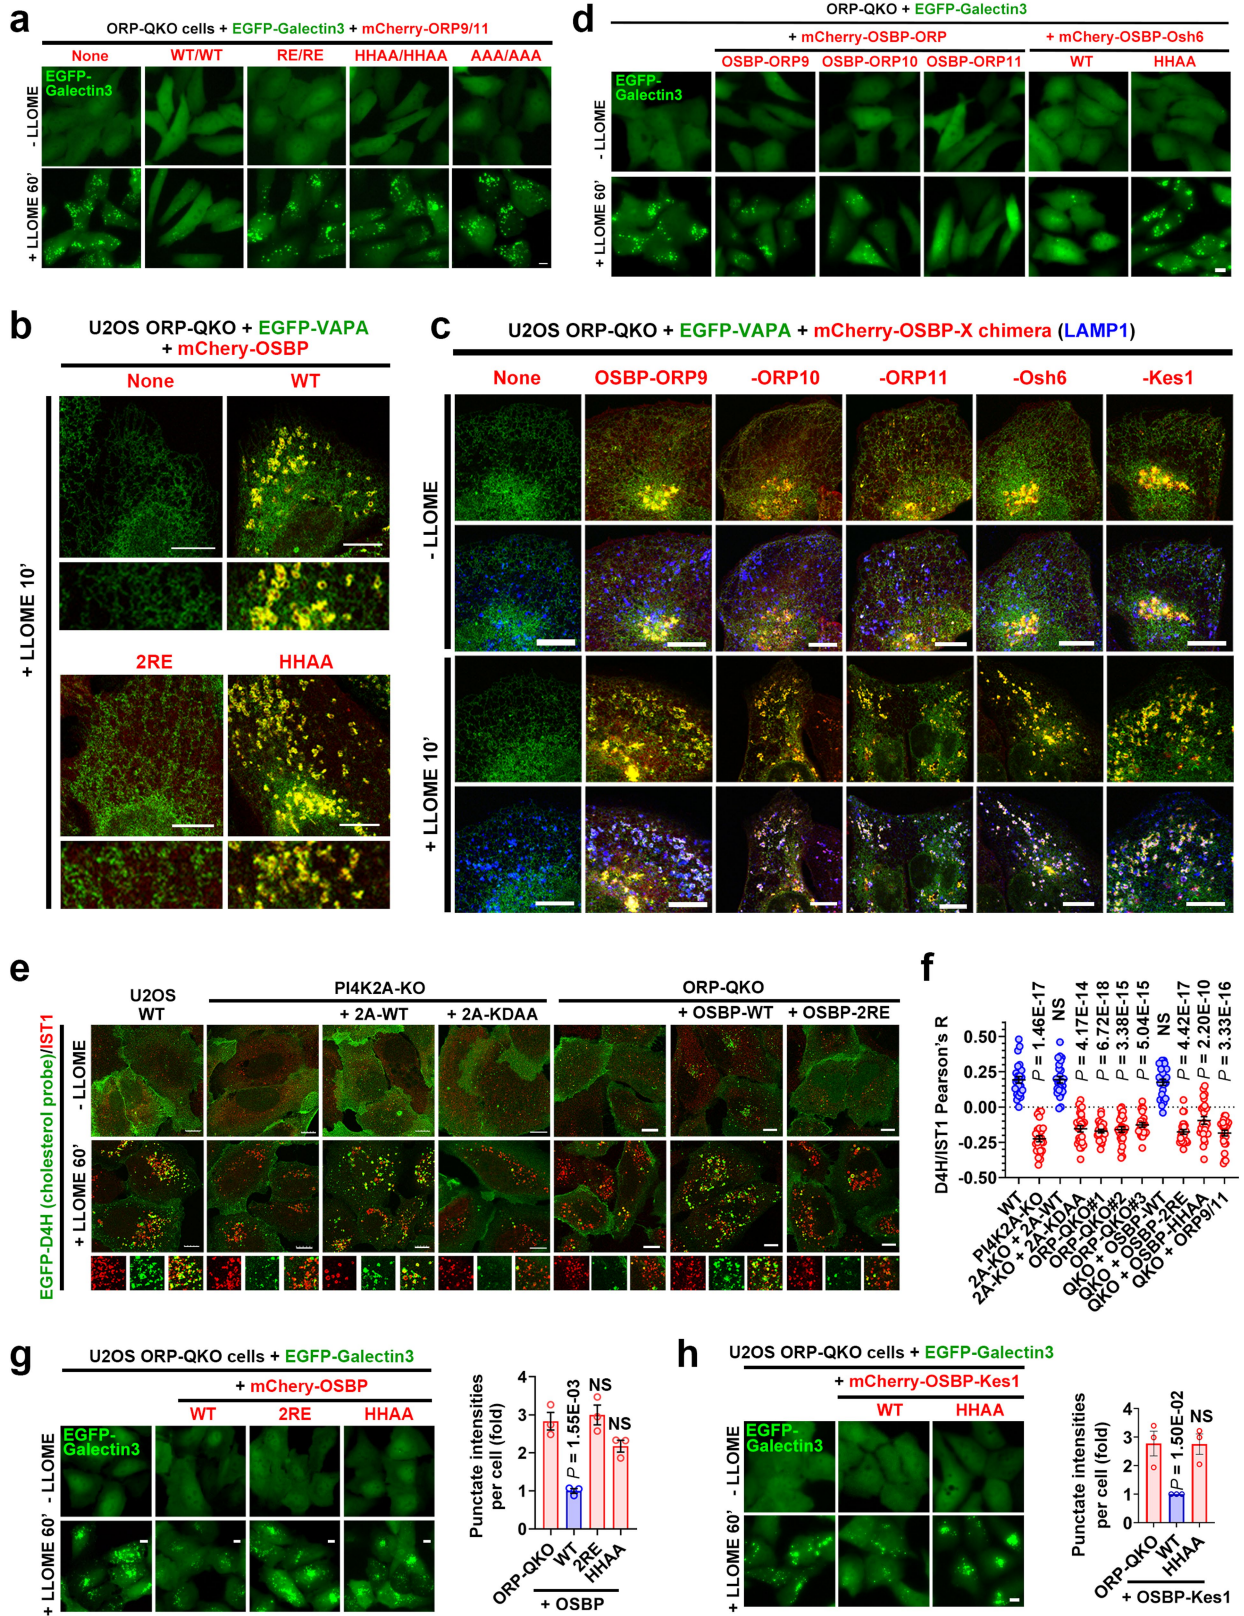 a
ORP-QKO cells + EGFP-Galectin3 + mCherry-ORP9/11
None WT/WT RE/RE HHAA/HHAA AAA/AAA
EGFP-
Galectin3
- LLOME
+ LLOME 60’
d
ORP-QKO + EGFP-Galectin3
+ mCherry-OSBP-ORP + mCherry-OSBP-Osh6
OSBP-ORP9 OSBP-ORP10 OSBP-ORP11 WT HHAA
EGFP-
Galectin3
- LLOME
+ LLOME 60’
b
U2OS ORP-QKO + EGFP-VAPA
+ mChery-OSBP
None WT
2RE HHAA
+ LLOME 10’
c
U2OS ORP-QKO + EGFP-VAPA + mCherry-OSBP-X chimera (LAMP1)
None OSBP-ORP9 -ORP10 -ORP11 -Osh6 -Kes1
- LLOME
+ LLOME 10’
e
U2OS
WT
PI4K2A-KO
+ 2A-WT + 2A-KDAA
ORP-QKO
+ OSBP-WT + OSBP-2RE
EGFP-D4H (cholesterol probe)/IST1
- LLOME
+ LLOME 60’
f
P = 1.46E-17
NS
P = 4.17E-14
P = 6.72E-18
P = 3.38E-15
P = 5.04E-15
NS
P = 4.42E-17
P = 2.20E-10
P = 3.33E-16
D4H/IST1 Pearson’s R
0.50
0.25
0.00
-0.25
-0.50
WT
PI4K2A-KO
2A-KO + 2A-WT
2A-KO + 2A-KDAA
ORP-QKO#1
ORP-QKO#2
ORP-QKO#3
QKO + OSBP-WT
QKO + OSBP-2RE
QKO + OSBP-HHAA
QKO + ORP9/11
g
U2OS ORP-QKO cells + EGFP-Galectin3
+ mChery-OSBP
WT 2RE HHAA
EGFP-
Galectin3
- LLOME
+ LLOME 60’
Punctate intensities
per cell (fold)
4
3
2
1
0
P = 1.55E-03
NS
NS
ORP-QKO
WT
2RE
HHAA
+ OSBP
h
U2OS ORP-QKO cells + EGFP-Galectin3
+ mCherry-OSBP-Kes1
WT HHAA
EGFP-
Galectin3
- LLOME
+ LLOME 60’
Punctate intensities
per cell (fold)
4
3
2
1
0
P = 1.50E-02
NS
ORP-QKO
WT
HHAA
+ OSBP-Kes1